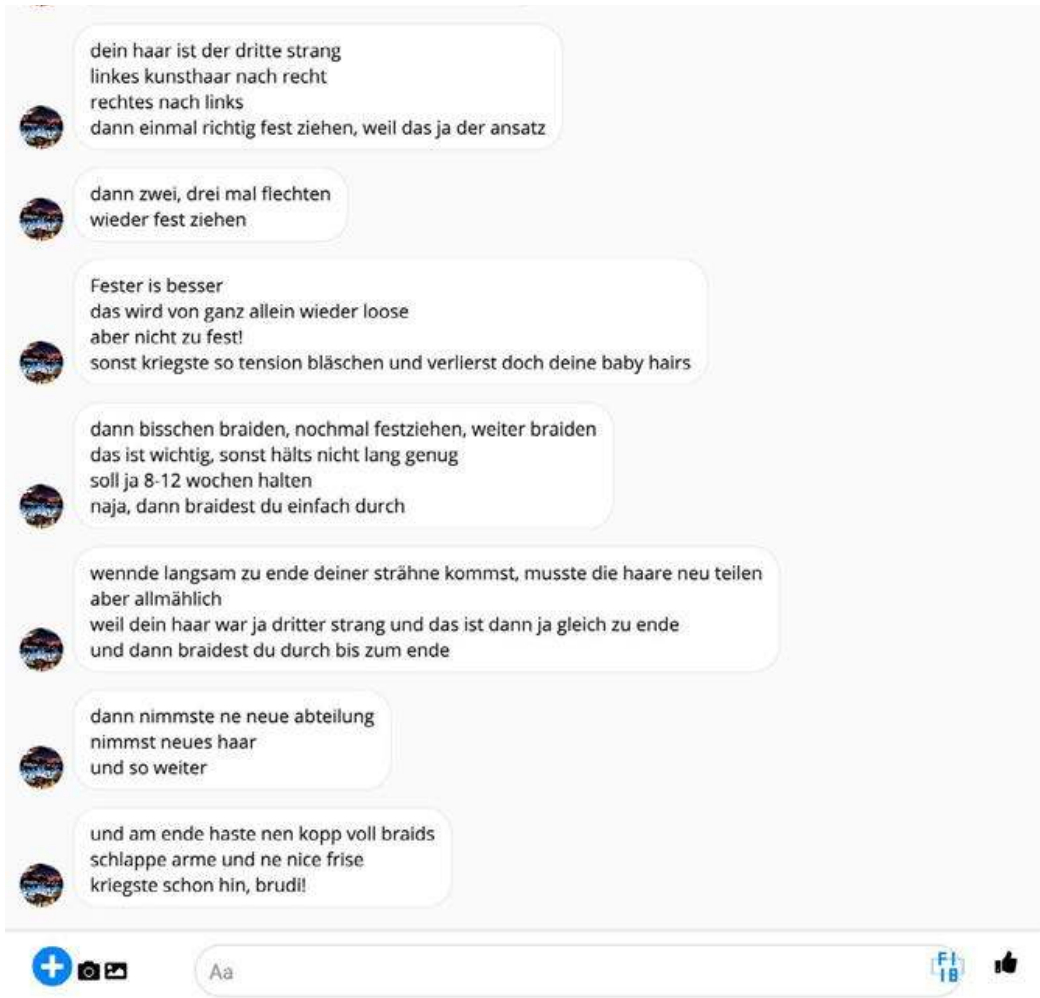 dein haar ist der dritte strang
linkes kunsthaar nach recht
rechtes nach links
dann einmal richtig fest ziehen, weil das ja der ansatz
dann zwei, drei mal flechten
wieder fest ziehen
Fester is besser
das wird von ganz allein wieder loose
aber nicht zu fest!
sonst kriegste so tension bläschen und verlierst doch deine baby hairs
dann bisschen braiden, nochmal festziehen, weiter braiden
das ist wichtig, sonst hälts nicht lang genug
soll ja 8-12 wochen halten
naja, dann braidest du einfach durch
wennde langsam zu ende deiner strähne kommst, musste die haare neu teilen
aber allmählich
weil dein haar war ja dritter strang und das ist dann ja gleich zu ende
und dann braidest du durch bis zum ende
dann nimmste ne neue abteilung
nimmst neues haar
und so weiter
und am ende haste nen kopp voll braids
schlappe arme und ne nice frise
kriegste schon hin, brudi!
Aa